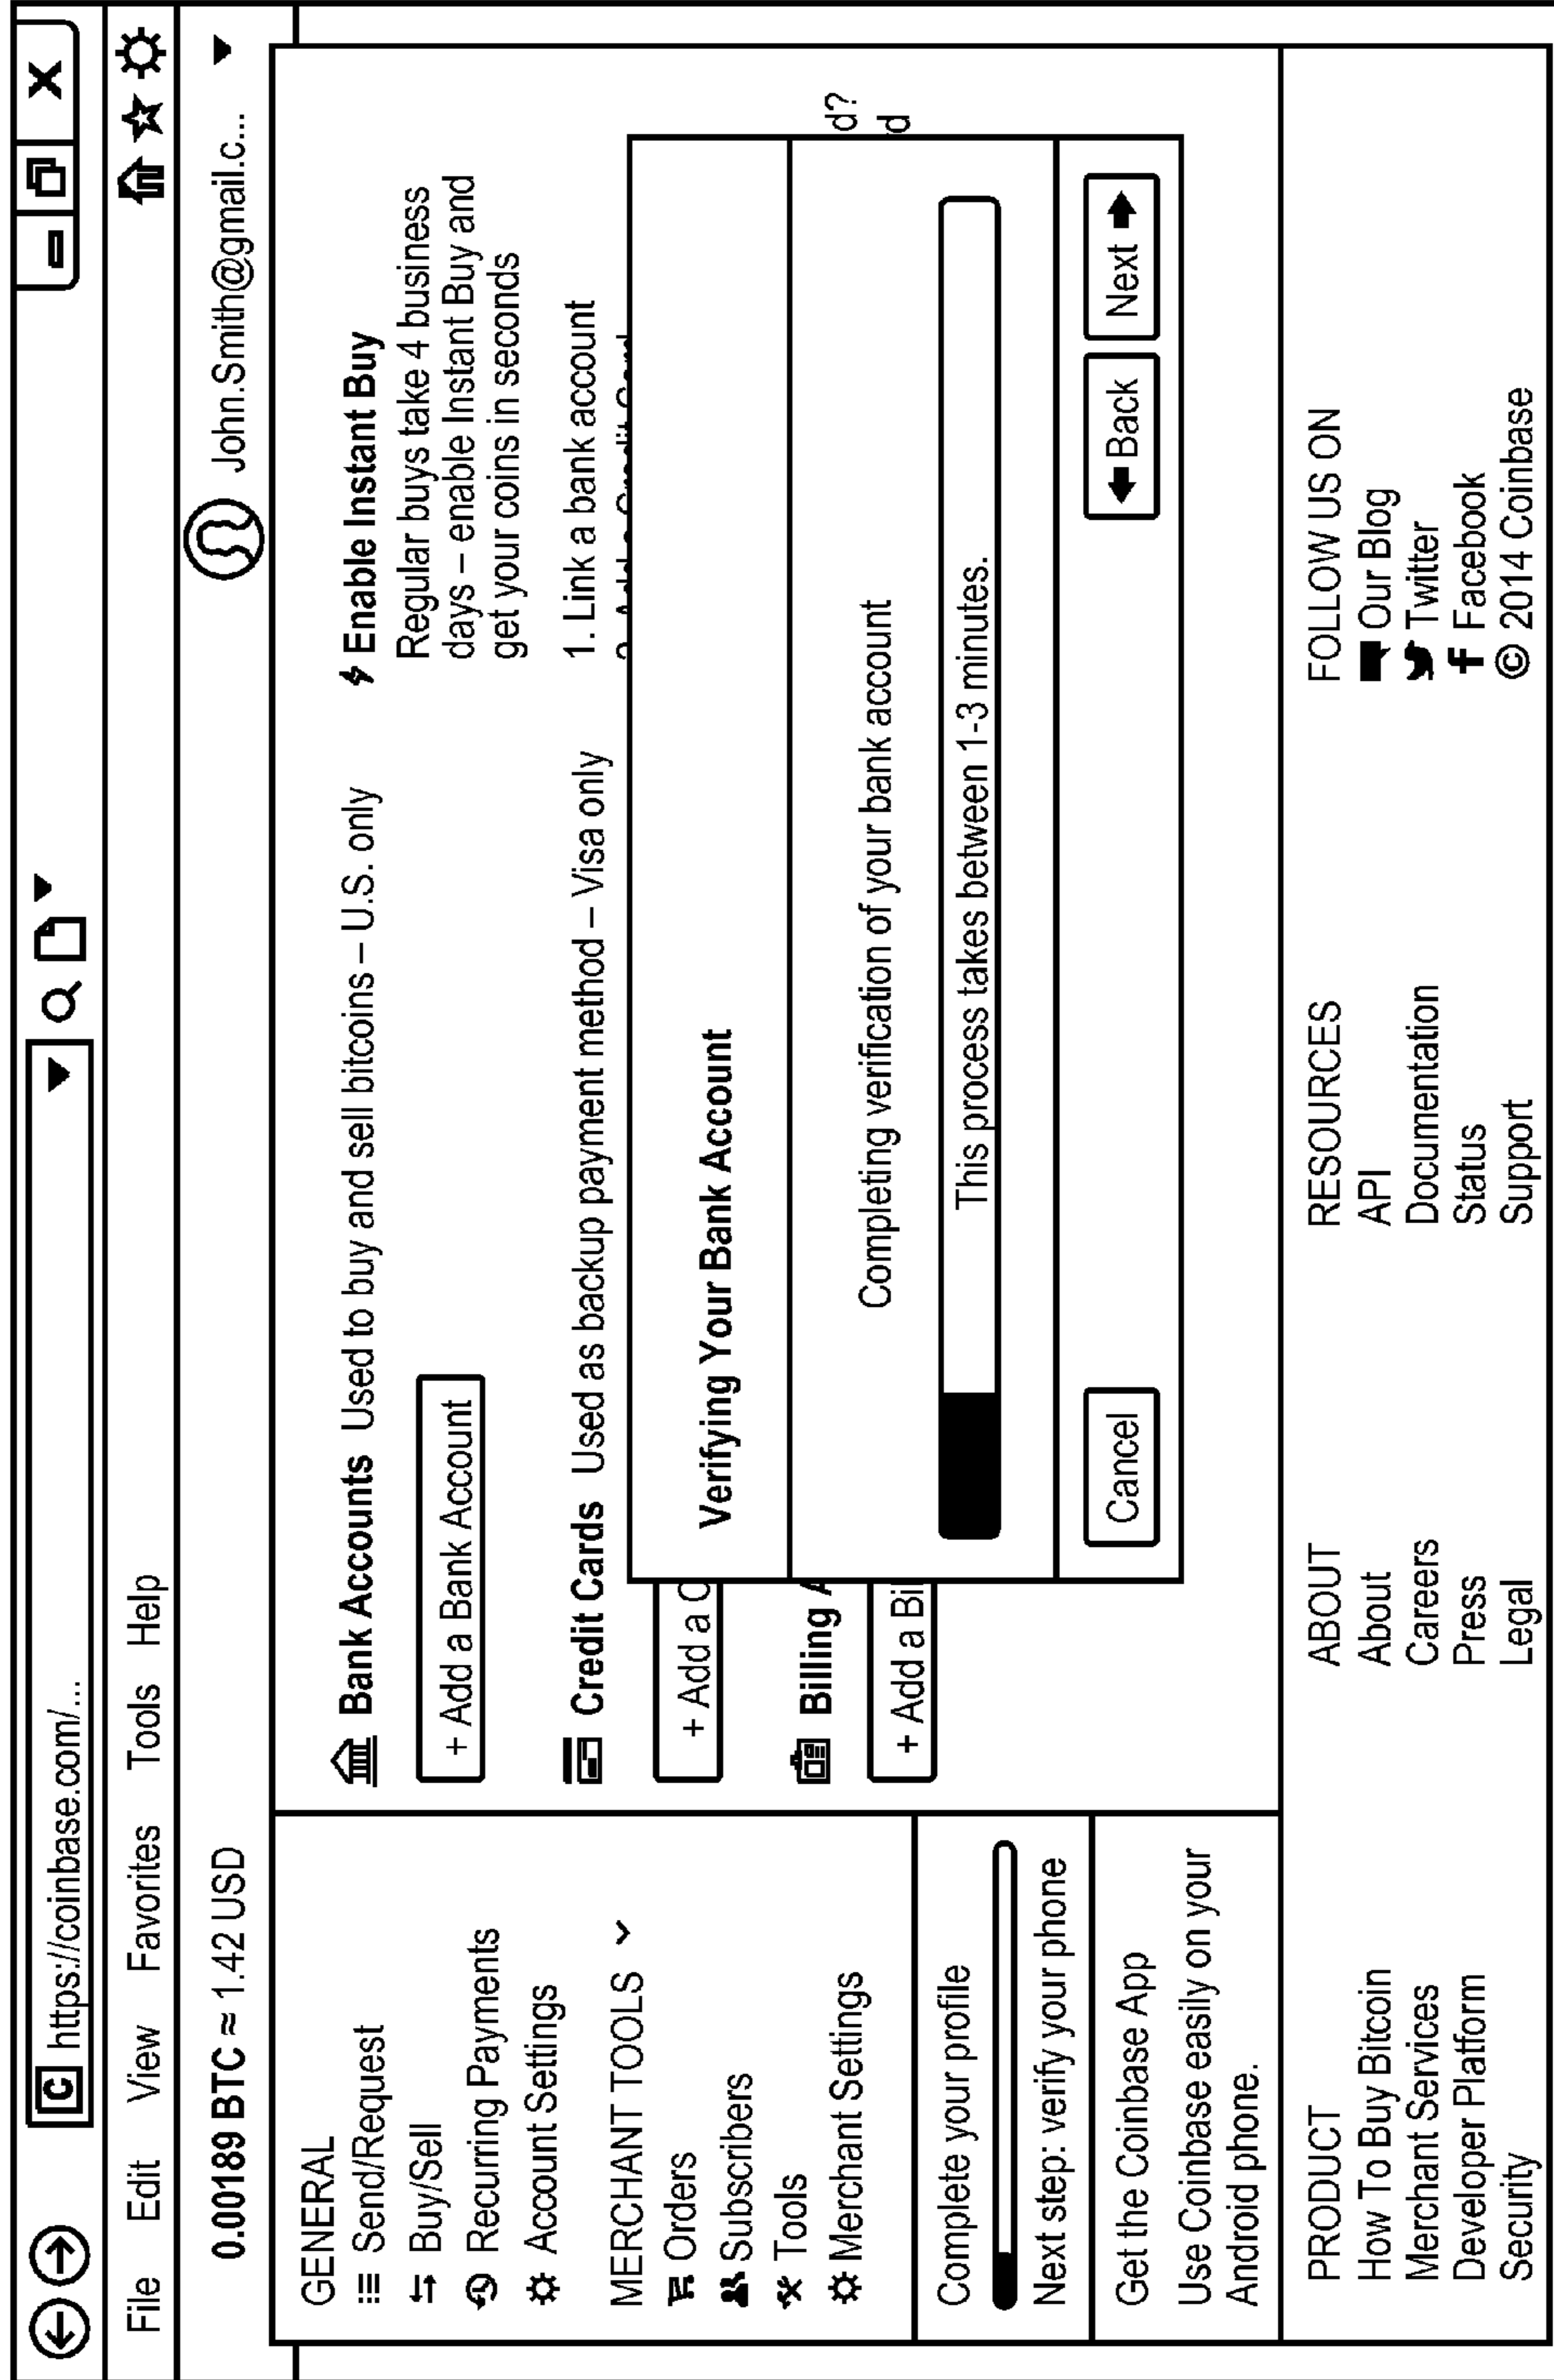 C https://coinbase.com/...
X
File Edit View Favorites Tools Help
0.00189 BTC ≈ 1.42 USD
John.Smith@gmail.c...
GENERAL
Send/Request
Buy/Sell
Recurring Payments
Account Settings
MERCHANT TOOLS
Orders
Subscribers
Tools
Merchant Settings
Complete your profile
Next step: verify your phone
Get the Coinbase App
Use Coinbase easily on your
Android phone.
Bank Accounts Used to buy and sell bitcoins – U.S. only
+ Add a Bank Account
Credit Cards Used as backup payment method – Visa only
+ Add a C
Billing A
+ Add a Bi
Enable Instant Buy
Regular buys take 4 business
days – enable Instant Buy and
get your coins in seconds
1. Link a bank account
d?
d
Verifying Your Bank Account
Completing verification of your bank account
This process takes between 1-3 minutes.
Cancel
Back
Next
PRODUCT
How To Buy Bitcoin
Merchant Services
Developer Platform
Security
ABOUT
About
Careers
Press
Legal
RESOURCES
API
Documentation
Status
Support
FOLLOW US ON
Our Blog
Twitter
f Facebook
© 2014 Coinbase